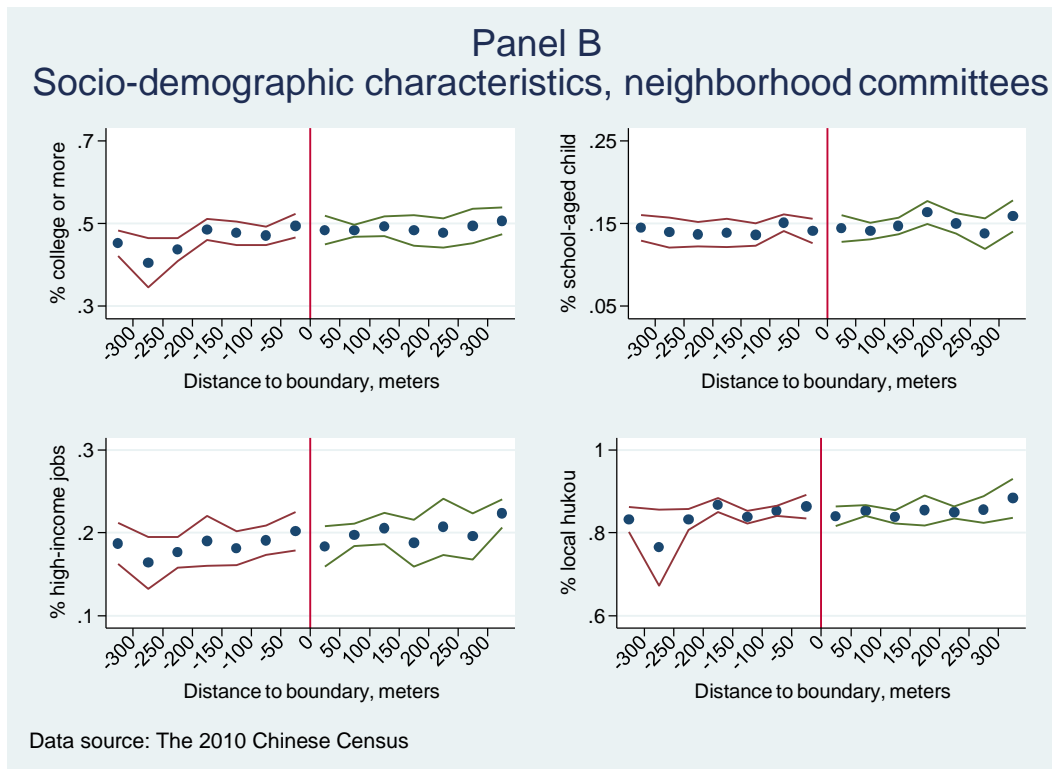 Panel B
Socio-demographic characteristics, neighborhood committees
% college or more
.7
.5
.3
-300 -250 -200 -150 -100 -50 0 50 100 150 200 250 300
Distance to boundary, meters
% school-aged child
.25
.15
.05
-300 -250 -200 -150 -100 -50 0 50 100 150 200 250 300
Distance to boundary, meters
% high-income jobs
.3
.2
.1
-300 -250 -200 -150 -100 -50 0 50 100 150 200 250 300
Distance to boundary, meters
% local hukou
1
.8
.6
-300 -250 -200 -150 -100 -50 0 50 100 150 200 250 300
Distance to boundary, meters
Data source: The 2010 Chinese Census